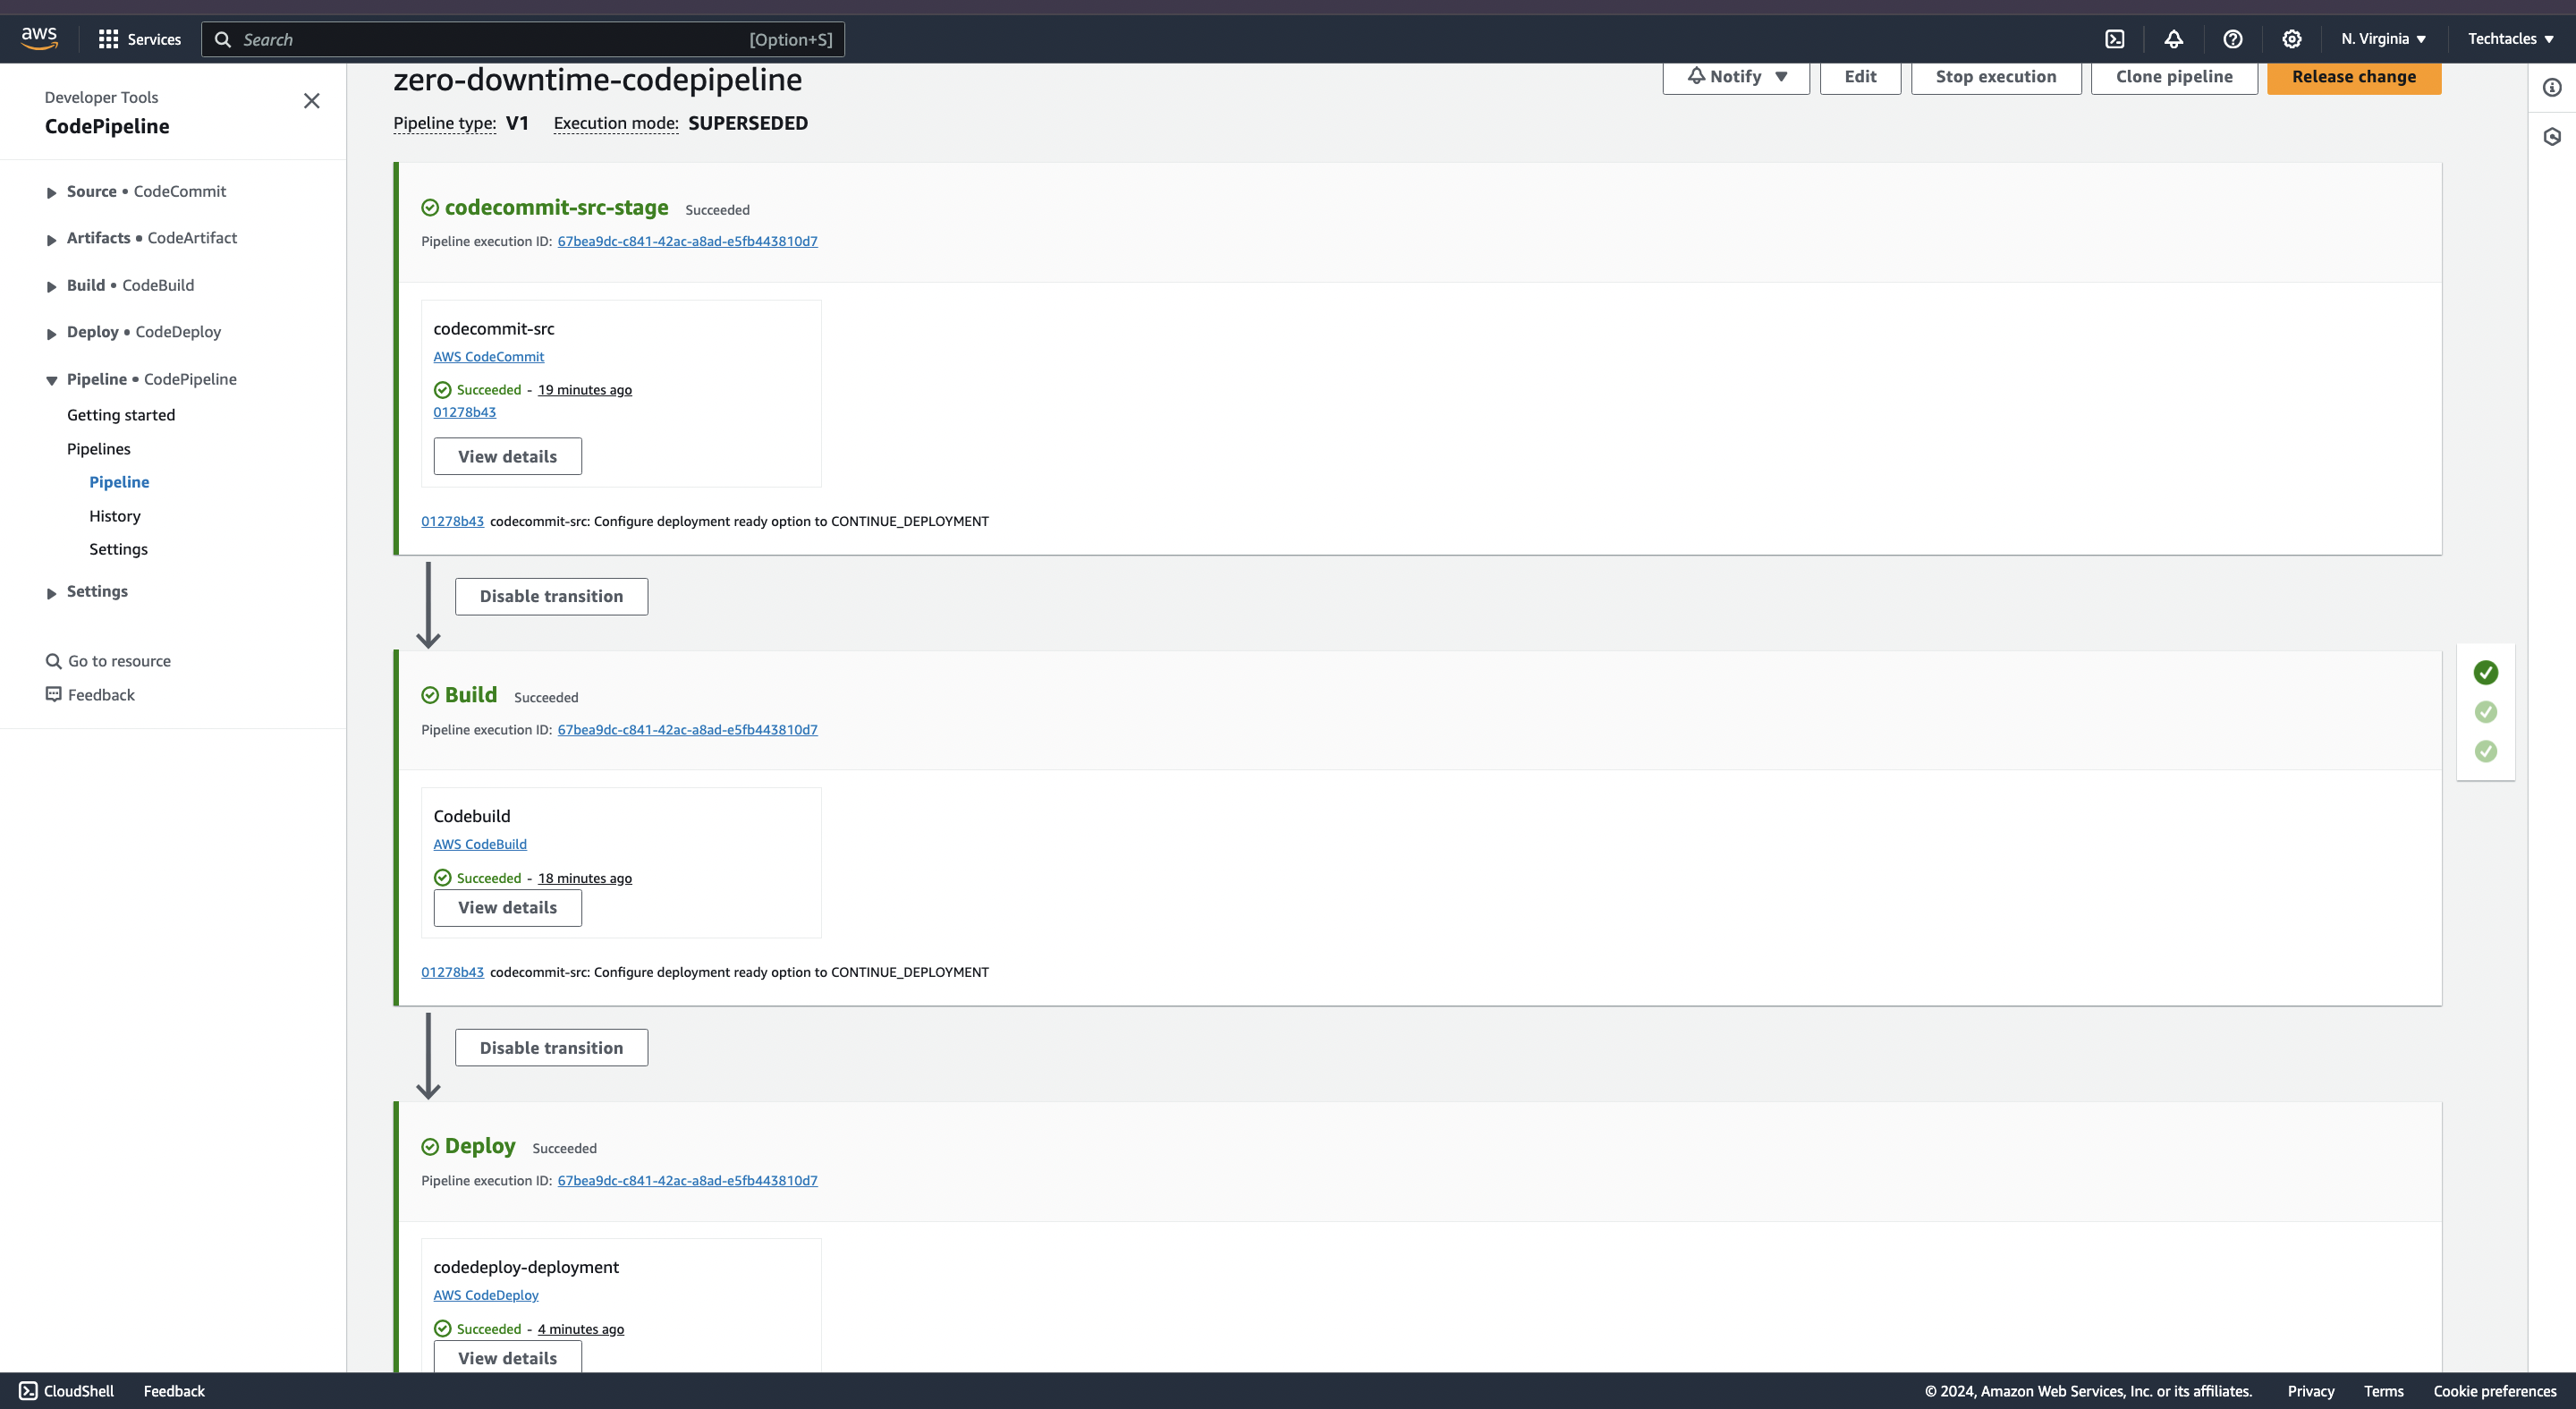 aws
Services
Search [Option+S]
N. Virginia
Techtacles
Developer Tools
CodePipeline
Source • CodeCommit
Artifacts • CodeArtifact
Build • CodeBuild
Deploy • CodeDeploy
Pipeline • CodePipeline
Getting started
Pipelines
Pipeline
History
Settings
Settings
Go to resource
Feedback
zero-downtime-codepipeline
Notify
Edit
Stop execution
Clone pipeline
Release change
Pipeline type: V1 Execution mode: SUPERSEDED
codecommit-src-stage Succeeded
Pipeline execution ID: 67bea9dc-c841-42ac-a8ad-e5fb443810d7
codecommit-src
AWS CodeCommit
Succeeded - 19 minutes ago
01278b43
View details
01278b43 codecommit-src: Configure deployment ready option to CONTINUE_DEPLOYMENT
Disable transition
Build Succeeded
Pipeline execution ID: 67bea9dc-c841-42ac-a8ad-e5fb443810d7
Codebuild
AWS CodeBuild
Succeeded - 18 minutes ago
View details
01278b43 codecommit-src: Configure deployment ready option to CONTINUE_DEPLOYMENT
Disable transition
Deploy Succeeded
Pipeline execution ID: 67bea9dc-c841-42ac-a8ad-e5fb443810d7
codedeploy-deployment
AWS CodeDeploy
Succeeded - 4 minutes ago
View details
CloudShell
Feedback
© 2024, Amazon Web Services, Inc. or its affiliates.
Privacy
Terms
Cookie preferences